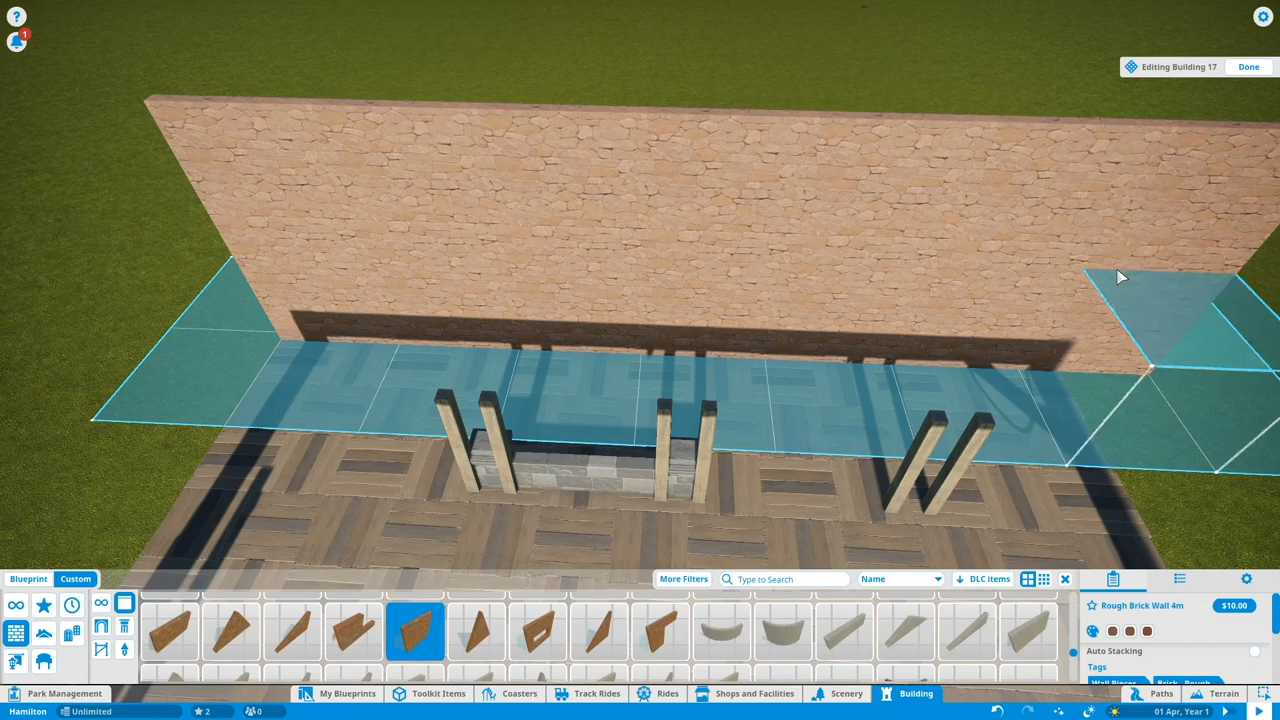 ?
1
Editing Building 17
Done
Blueprint
Custom
More Filters
Type to Search
Name
DLC items
Rough Brick Wall 4m
$10.00
Auto Stacking
Tags
Park Management
My Blueprints
Toolkit Items
Coasters
Track Rides
Rides
Shops and Facilities
Scenery
Building
Paths
Terrain
Hamilton
Unlimited
2
0
01 Apr, Year 1